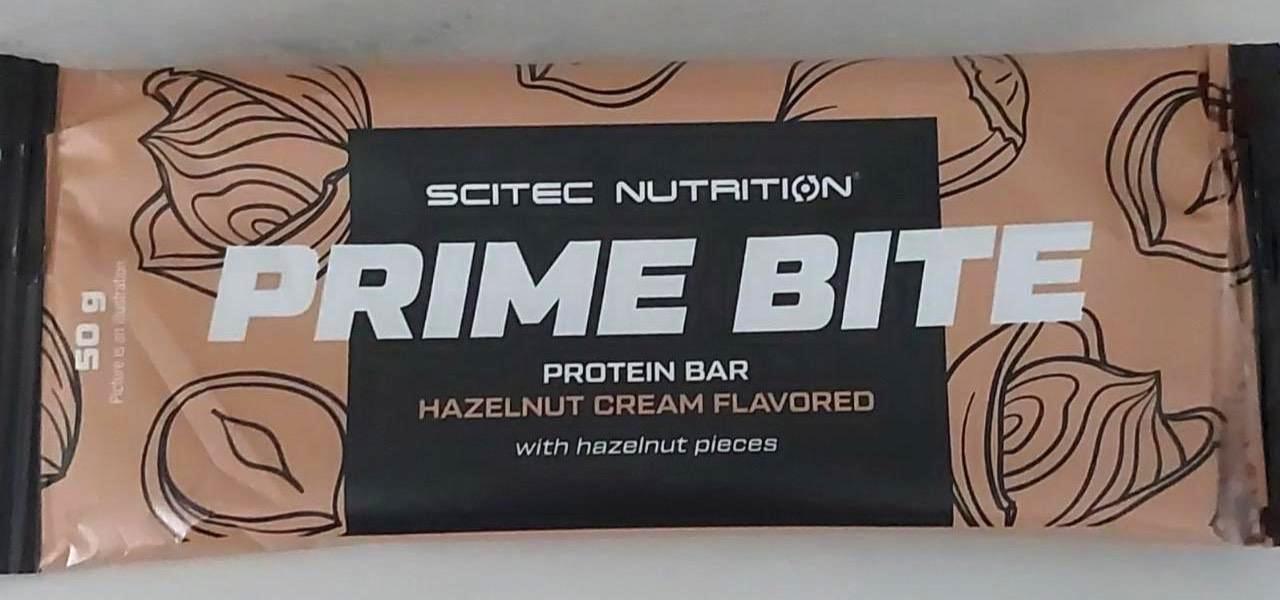 SCITEC NUTRITION
PRIME BITE
PROTEIN BAR
HAZELNUT CREAM FLAVORED
with hazelnut pieces
50 g
Picture is an illustration